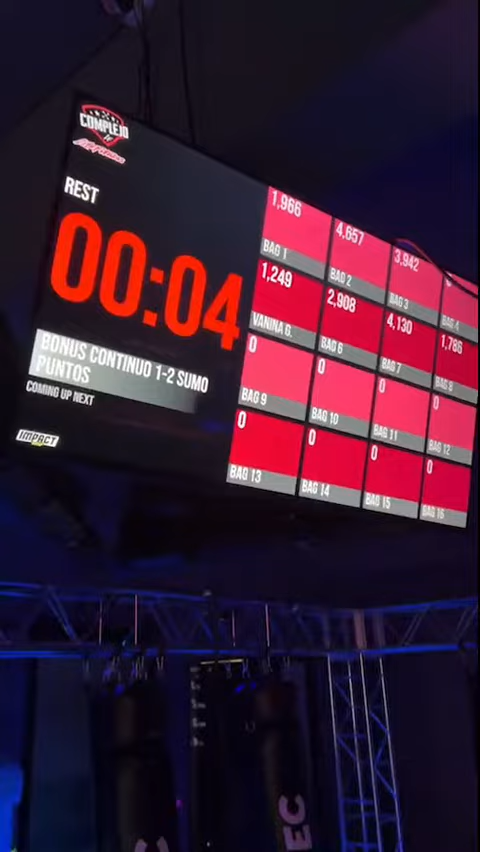 COMPLEJO
REST
00:04
BONUS CONTINUO 1-2 SUMO
PUNTOS
COMING UP NEXT
IMPACT
1,966
BAG 1
4,657
BAG 2
3,942
BAG 3
BAG 4
1,249
VANINA G.
2,908
BAG 6
4,130
BAG 7
1,786
BAG 8
0
BAG 9
0
BAG 10
0
BAG 11
0
BAG 12
0
BAG 13
0
BAG 14
0
BAG 15
0
BAG 16
EC